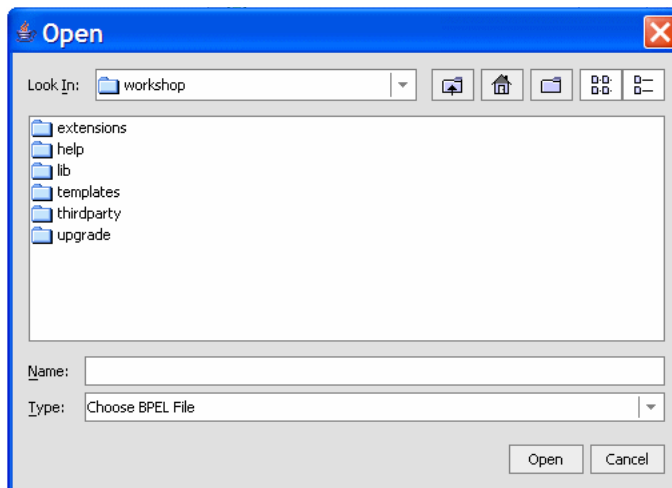 Open
Look In: workshop
extensions
help
lib
templates
thirdparty
upgrade
Name:
Type: Choose BPEL File
Open Cancel